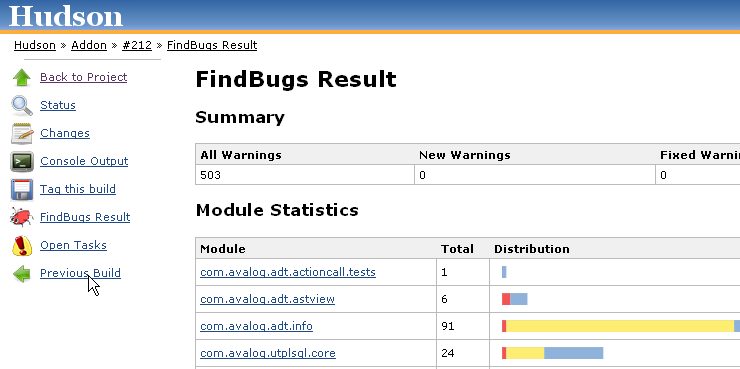 Hudson
Hudson » Addon » #212 » FindBugs Result
Back to Project
Status
Changes
Console Output
Tag this build
FindBugs Result
Open Tasks
Previous Build
FindBugs Result
Summary
All Warnings New Warnings Fixed Warnin
503 0 0
Module Statistics
Module Total Distribution
com.avaloq.adt.actioncall.tests 1
com.avaloq.adt.astview 6
com.avaloq.adt.info 91
com.avaloq.utplsql.core 24